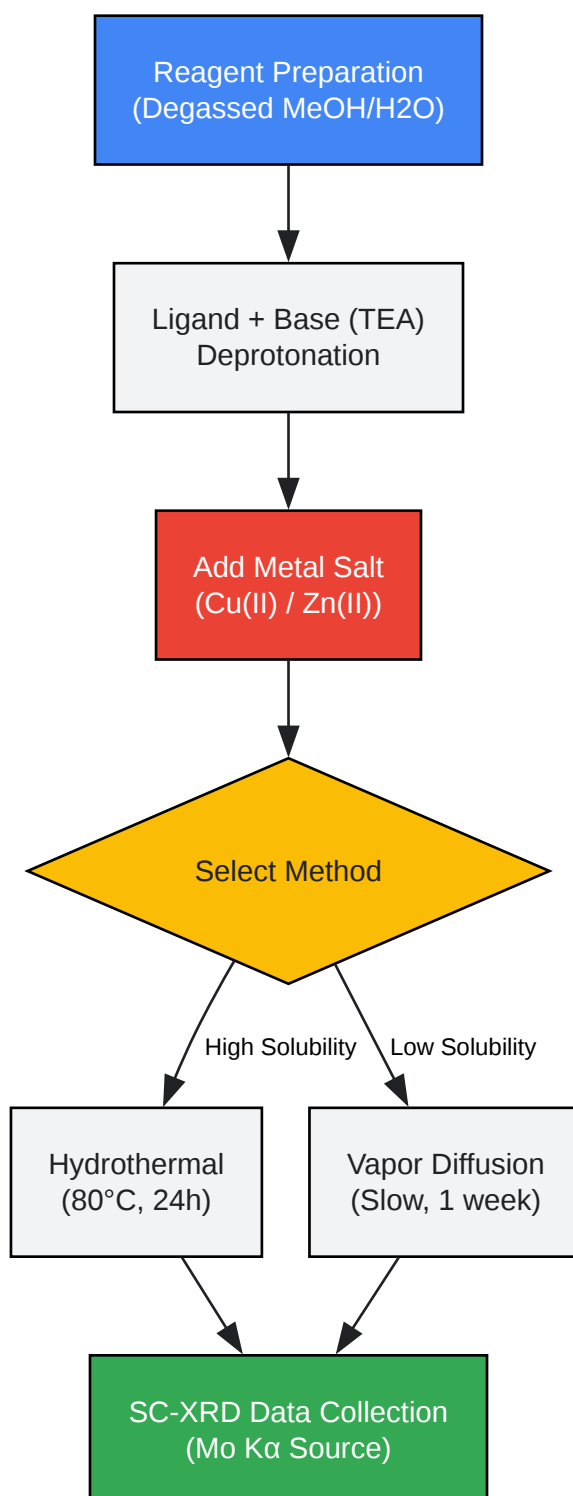 Reagent Preparation
(Degassed MeOH/H2O)
Ligand + Base (TEA)
Deprotonation
Add Metal Salt
(Cu(II) / Zn(II))
Select Method
High Solubility
Low Solubility
Hydrothermal
(80°C, 24h)
Vapor Diffusion
(Slow, 1 week)
SC-XRD Data Collection
(Mo Kα Source)